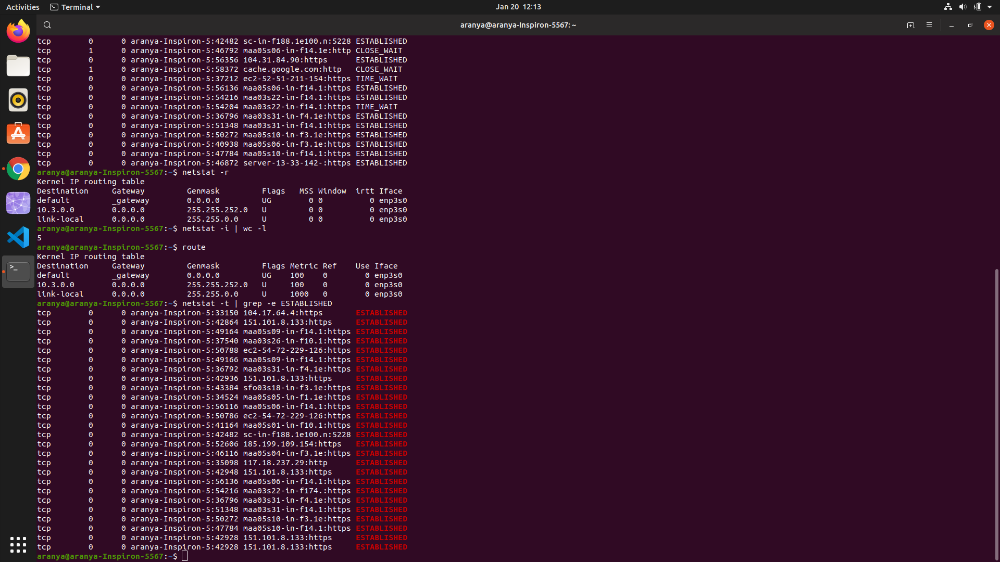 Activities Terminal Jan 20 12:13
aranya@aranya-Inspiron-5567: ~
tcp 0 0 aranya-Inspiron-5:42482 sc-in-f188.1e100.n:5228 ESTABLISHED
tcp 1 0 aranya-Inspiron-5:46792 maa05s06-in-f14.1e:http CLOSE_WAIT
tcp 0 0 aranya-Inspiron-5:56356 104.31.84.90:https ESTABLISHED
tcp 1 0 aranya-Inspiron-5:58372 cache.google.com:http CLOSE_WAIT
tcp 0 0 aranya-Inspiron-5:37212 ec2-52-51-211-154:https TIME_WAIT
tcp 0 0 aranya-Inspiron-5:56136 maa05s06-in-f14.1:https ESTABLISHED
tcp 0 0 aranya-Inspiron-5:54216 maa03s22-in-f14.1:https ESTABLISHED
tcp 0 0 aranya-Inspiron-5:54204 maa03s22-in-f14.1:https TIME_WAIT
tcp 0 0 aranya-Inspiron-5:36796 maa03s31-in-f4.1e:https ESTABLISHED
tcp 0 0 aranya-Inspiron-5:51348 maa03s31-in-f14.1:https ESTABLISHED
tcp 0 0 aranya-Inspiron-5:50272 maa05s10-in-f3.1e:https ESTABLISHED
tcp 0 0 aranya-Inspiron-5:40938 maa05s06-in-f3.1e:https ESTABLISHED
tcp 0 0 aranya-Inspiron-5:47784 maa05s10-in-f14.1:https ESTABLISHED
tcp 0 0 aranya-Inspiron-5:46872 server-13-33-142-:https ESTABLISHED
aranya@aranya-Inspiron-5567:~$ netstat -r
Kernel IP routing table
Destination Gateway Genmask Flags MSS Window irtt Iface
default _gateway 0.0.0.0 UG 0 0 0 enp3s0
10.3.0.0 0.0.0.0 255.255.252.0 U 0 0 0 enp3s0
link-local 0.0.0.0 255.255.0.0 U 0 0 0 enp3s0
aranya@aranya-Inspiron-5567:~$ netstat -i | wc -l
5
aranya@aranya-Inspiron-5567:~$ route
Kernel IP routing table
Destination Gateway Genmask Flags Metric Ref Use Iface
default _gateway 0.0.0.0 UG 100 0 0 enp3s0
10.3.0.0 0.0.0.0 255.255.252.0 U 100 0 0 enp3s0
link-local 0.0.0.0 255.255.0.0 U 1000 0 0 enp3s0
aranya@aranya-Inspiron-5567:~$ netstat -t | grep -e ESTABLISHED
tcp 0 0 aranya-Inspiron-5:33150 104.17.64.4:https ESTABLISHED
tcp 0 0 aranya-Inspiron-5:42864 151.101.8.133:https ESTABLISHED
tcp 0 0 aranya-Inspiron-5:49164 maa05s09-in-f14.1:https ESTABLISHED
tcp 0 0 aranya-Inspiron-5:37540 maa03s26-in-f10.1:https ESTABLISHED
tcp 0 0 aranya-Inspiron-5:50788 ec2-54-72-229-126:https ESTABLISHED
tcp 0 0 aranya-Inspiron-5:49166 maa05s09-in-f14.1:https ESTABLISHED
tcp 0 0 aranya-Inspiron-5:36792 maa03s31-in-f4.1e:https ESTABLISHED
tcp 0 0 aranya-Inspiron-5:42936 151.101.8.133:https ESTABLISHED
tcp 0 0 aranya-Inspiron-5:43384 sfo03s18-in-f3.1e:https ESTABLISHED
tcp 0 0 aranya-Inspiron-5:34524 maa05s05-in-f1.1e:https ESTABLISHED
tcp 0 0 aranya-Inspiron-5:56116 maa05s06-in-f14.1:https ESTABLISHED
tcp 0 0 aranya-Inspiron-5:50786 ec2-54-72-229-126:https ESTABLISHED
tcp 0 0 aranya-Inspiron-5:41164 maa05s01-in-f10.1:https ESTABLISHED
tcp 0 0 aranya-Inspiron-5:42482 sc-in-f188.1e100.n:5228 ESTABLISHED
tcp 0 0 aranya-Inspiron-5:52606 185.199.109.154:https ESTABLISHED
tcp 0 0 aranya-Inspiron-5:46116 maa05s04-in-f3.1e:https ESTABLISHED
tcp 0 0 aranya-Inspiron-5:35098 117.18.237.29:http ESTABLISHED
tcp 0 0 aranya-Inspiron-5:42948 151.101.8.133:https ESTABLISHED
tcp 0 0 aranya-Inspiron-5:56136 maa05s06-in-f14.1:https ESTABLISHED
tcp 0 0 aranya-Inspiron-5:54216 maa03s22-in-f174.:https ESTABLISHED
tcp 0 0 aranya-Inspiron-5:36796 maa03s31-in-f4.1e:https ESTABLISHED
tcp 0 0 aranya-Inspiron-5:51348 maa03s31-in-f14.1:https ESTABLISHED
tcp 0 0 aranya-Inspiron-5:50272 maa05s10-in-f3.1e:https ESTABLISHED
tcp 0 0 aranya-Inspiron-5:47784 maa05s10-in-f14.1:https ESTABLISHED
tcp 0 0 aranya-Inspiron-5:42928 151.101.8.133:https ESTABLISHED
tcp 0 0 aranya-Inspiron-5:42928 151.101.8.133:https ESTABLISHED
aranya@aranya-Inspiron-5567:~$